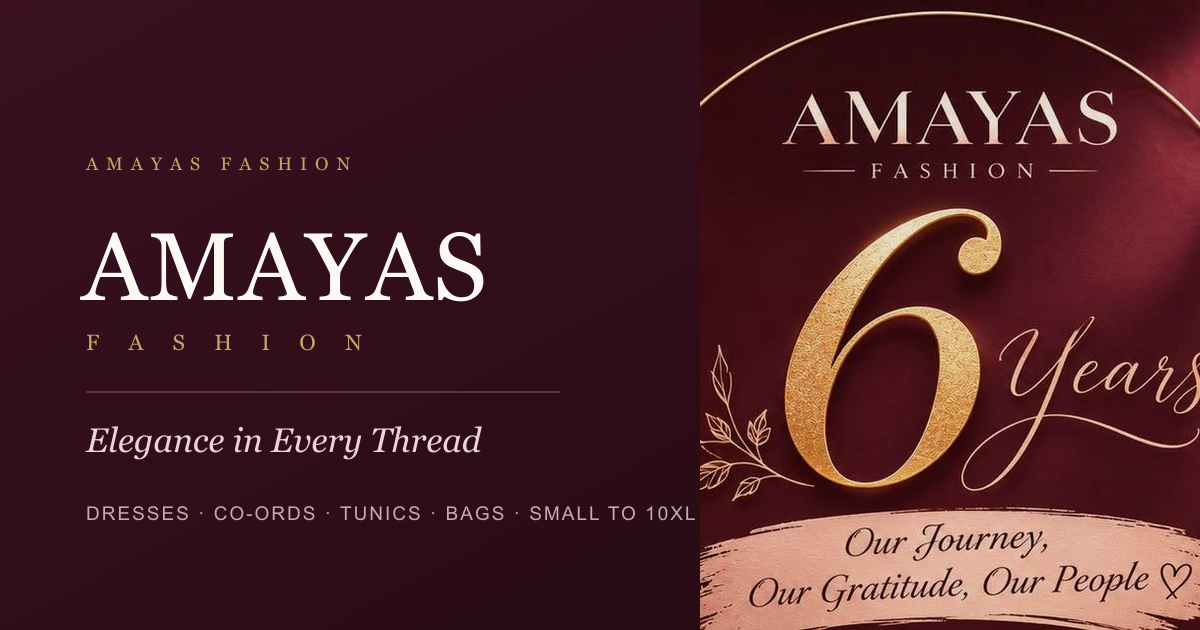 AMAYAS FASHION
AMAYAS
FASHION
Elegance in Every Thread
DRESSES · CO-ORDS · TUNICS · BAGS · SMALL TO 10XL
AMAYAS
FASHION
6 Years
Our Journey,
Our Gratitude, Our People ♡